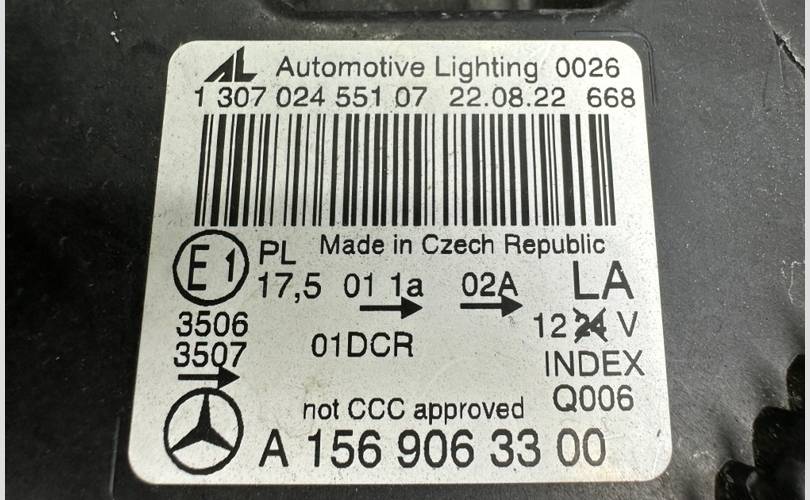 AL Automotive Lighting 0026
1 307 024 551 07 22.08.22 668
E1 PL Made in Czech Republic
17,5 01 1a 02A LA
3506 12 24 V
3507 01DCR INDEX
not CCC approved Q006
A 156 906 33 00